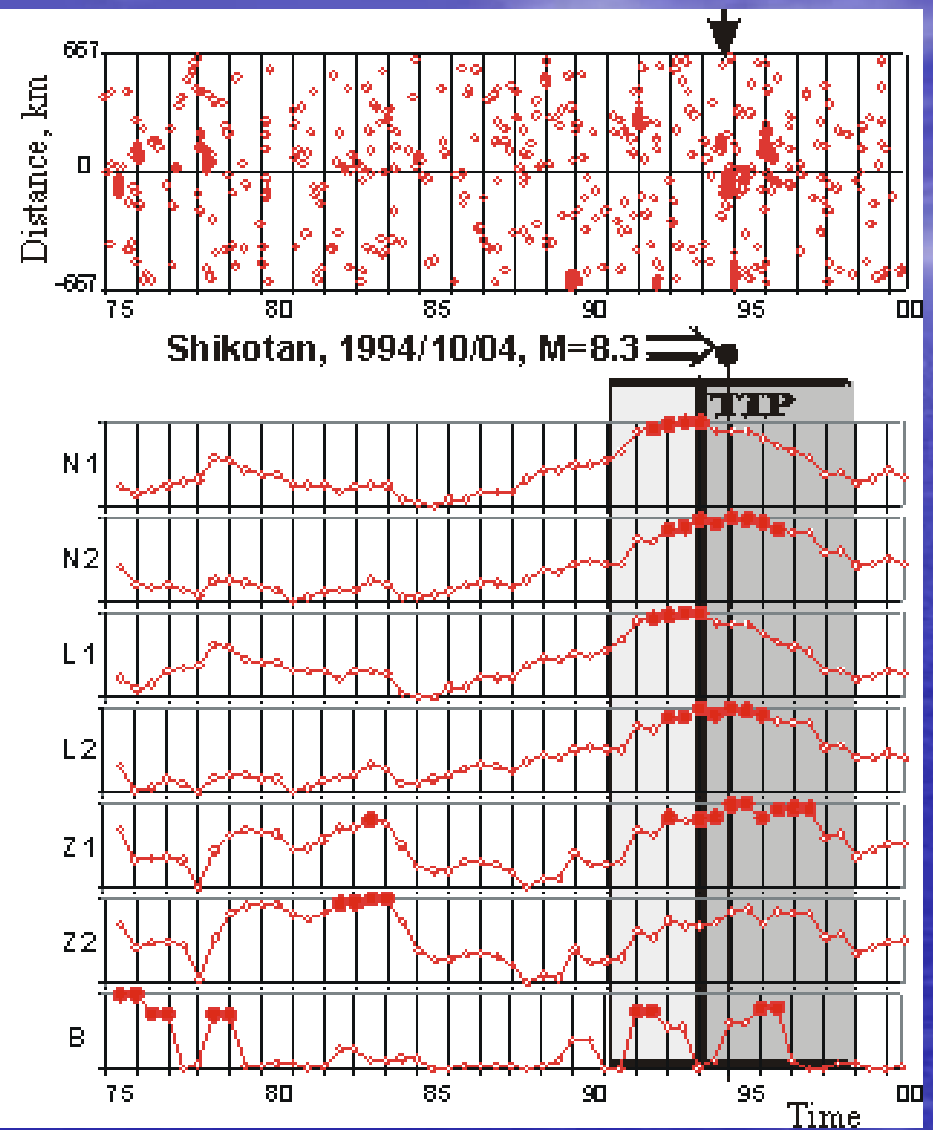 667
Distance, km
0
-667
75 80 85 90 95 00
Shikotan, 1994/10/04, M=8.3
TIP
N1
N2
L1
L2
Z1
Z2
B
75 80 85 90 95 00
Time